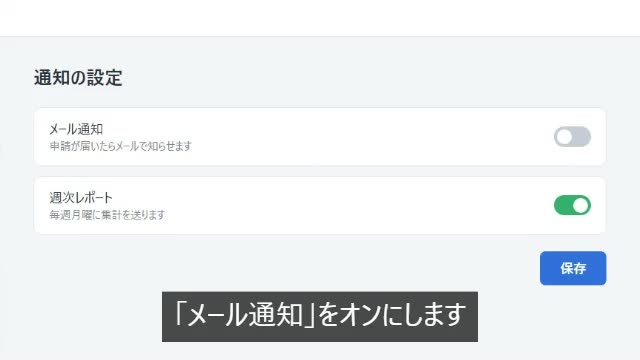 通知の設定
メール通知
申請が届いたらメールで知らせます
週次レポート
毎週月曜に集計を送ります
保存
「メール通知」をオンにします